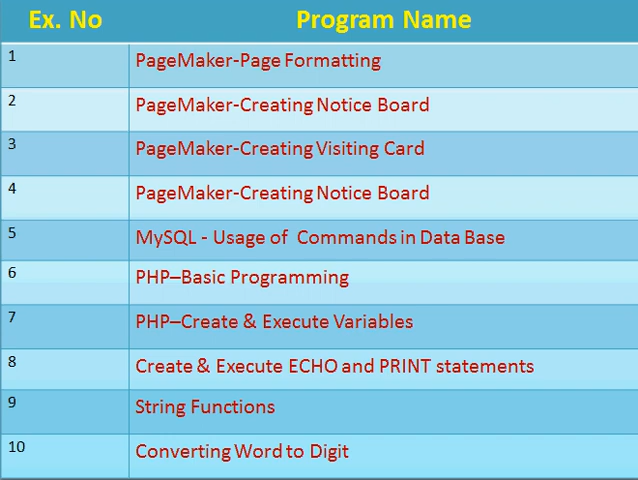 Ex. No Program Name
1 PageMaker-Page Formatting
2 PageMaker-Creating Notice Board
3 PageMaker-Creating Visiting Card
4 PageMaker-Creating Notice Board
5 MySQL - Usage of Commands in Data Base
6 PHP–Basic Programming
7 PHP–Create & Execute Variables
8 Create & Execute ECHO and PRINT statements
9 String Functions
10 Converting Word to Digit